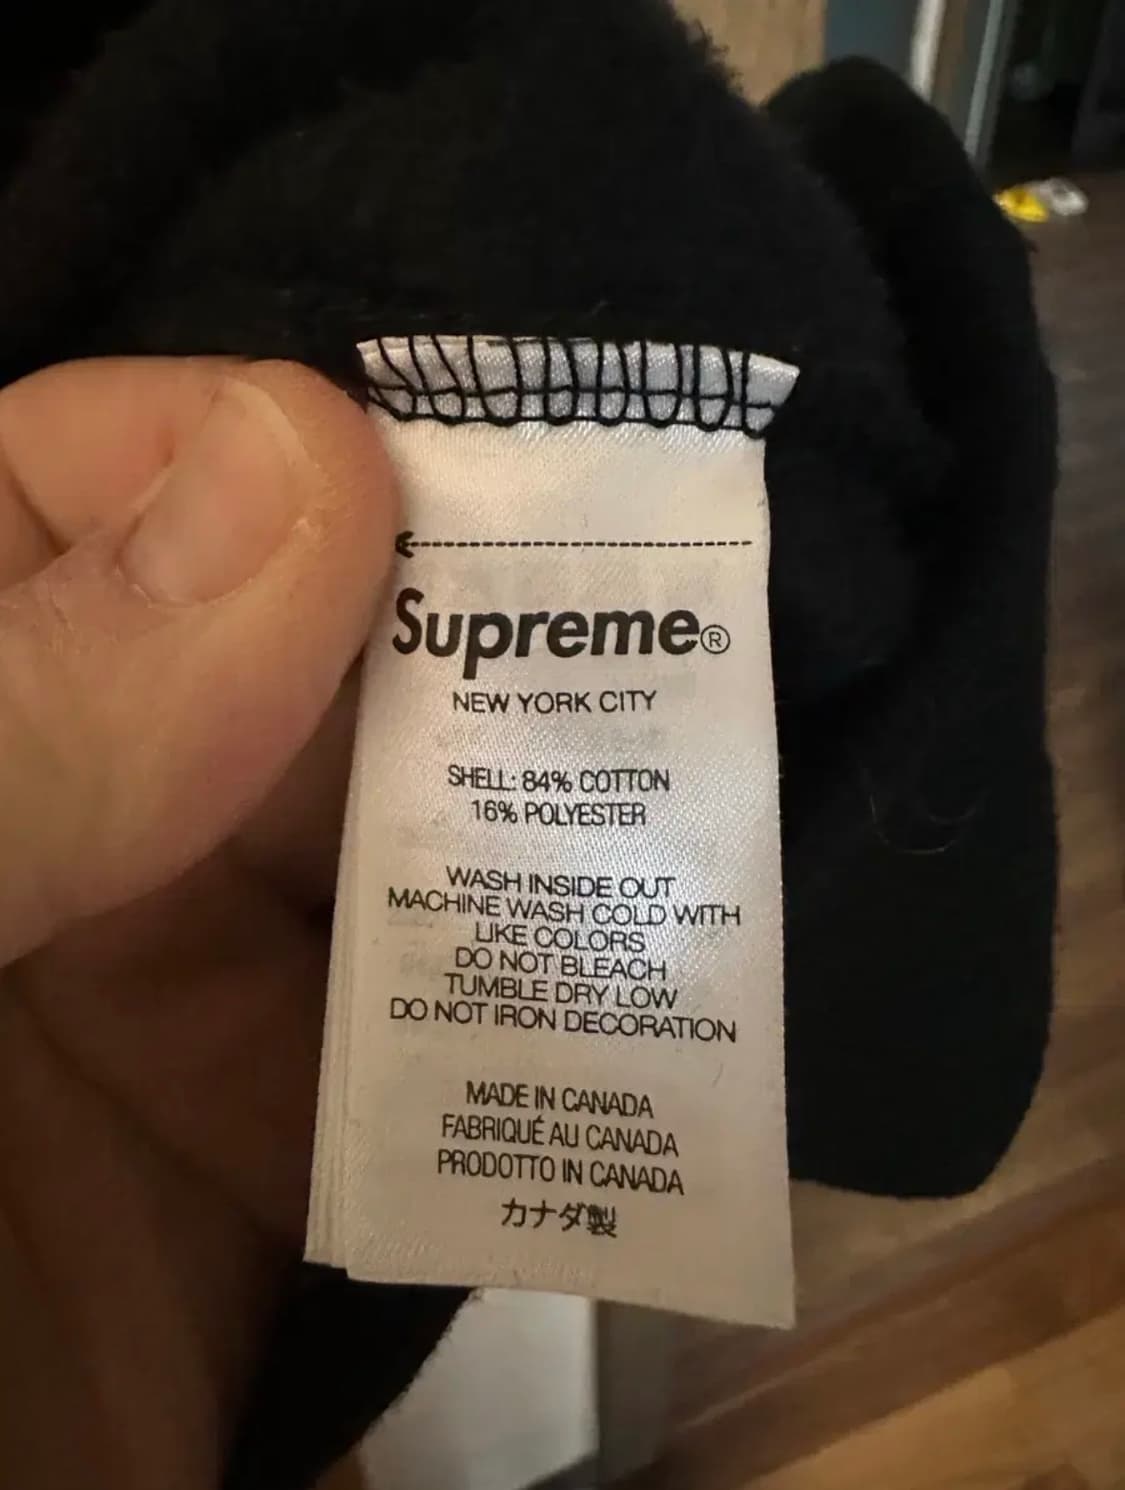 Supreme®
NEW YORK CITY
SHELL: 84% COTTON
16% POLYESTER
WASH INSIDE OUT
MACHINE WASH COLD WITH
LIKE COLORS
DO NOT BLEACH
TUMBLE DRY LOW
DO NOT IRON DECORATION
MADE IN CANADA
FABRIQUÉ AU CANADA
PRODOTTO IN CANADA
カナダ製